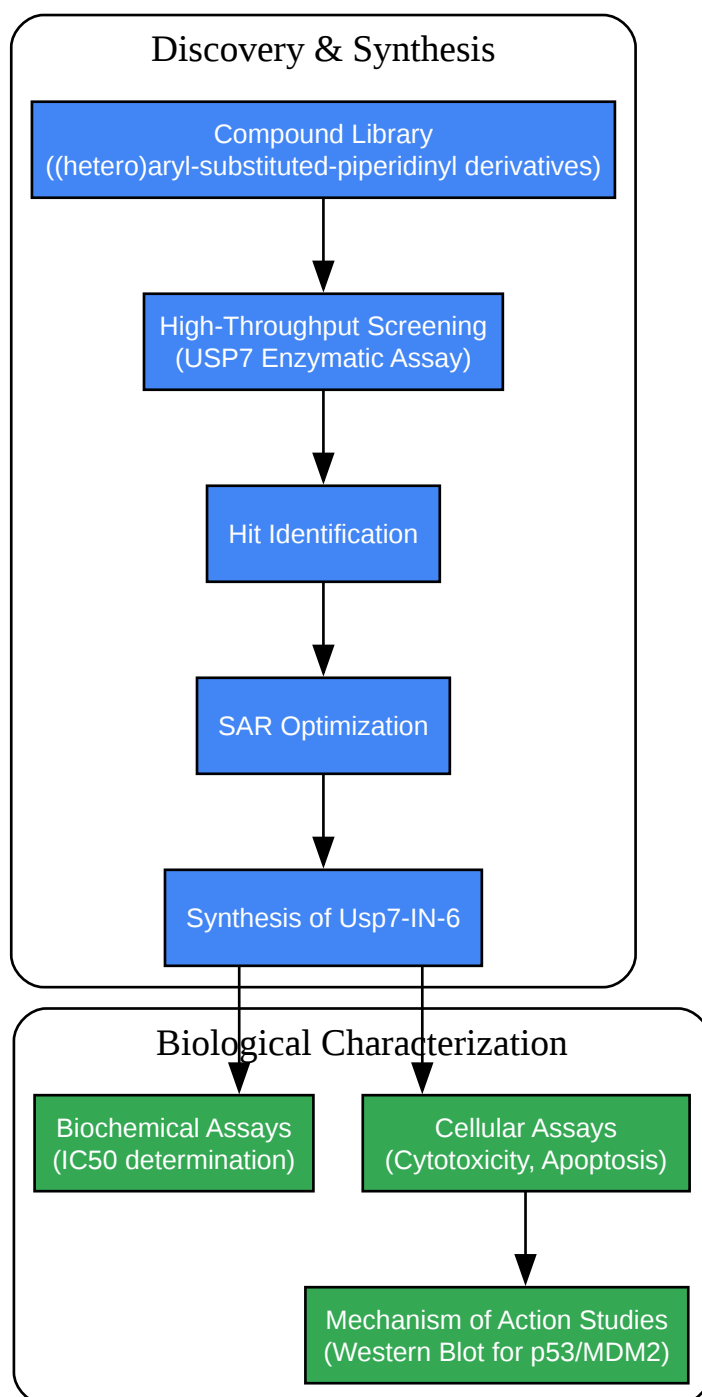 Discovery & Synthesis
Compound Library
((hetero)aryl-substituted-piperidinyl derivatives)
High-Throughput Screening
(USP7 Enzymatic Assay)
Hit Identification
SAR Optimization
Synthesis of Usp7-IN-6
Biological Characterization
Biochemical Assays
(IC50 determination)
Cellular Assays
(Cytotoxicity, Apoptosis)
Mechanism of Action Studies
(Western Blot for p53/MDM2)